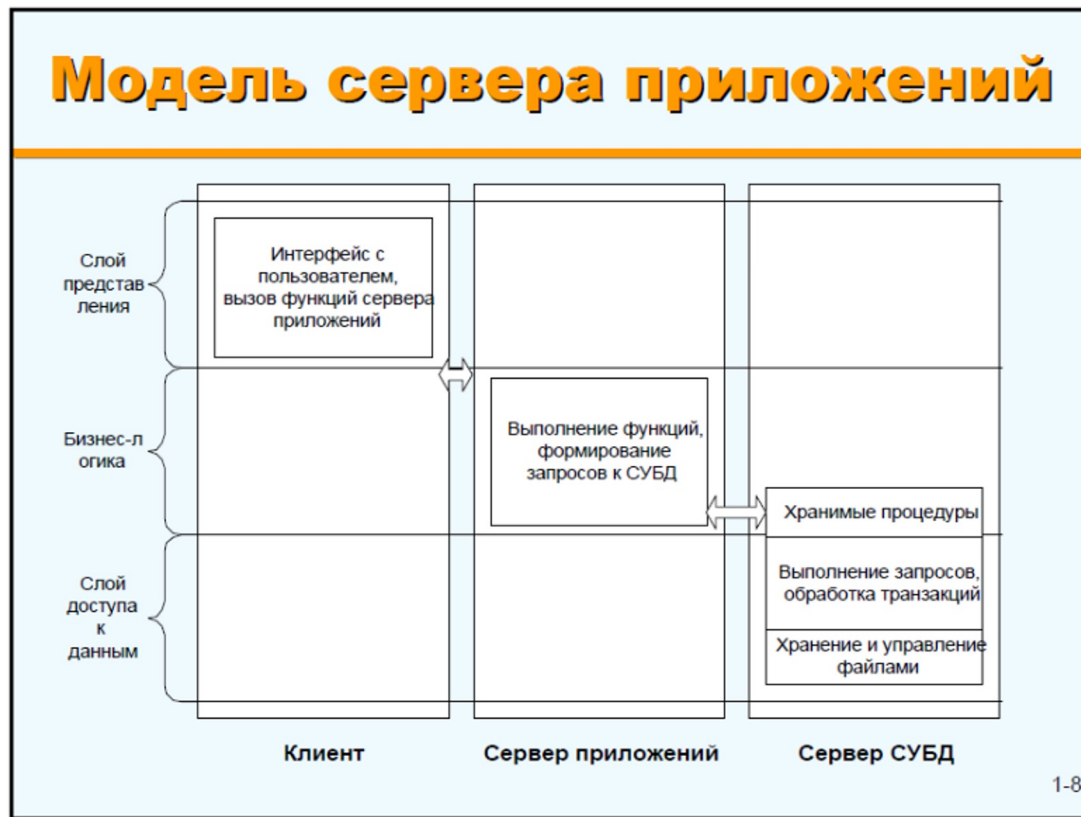 Модель сервера приложений
Слой
представ
ления
Интерфейс с
пользователем,
вызов функций сервера
приложений
Бизнес-л
огика
Выполнение функций,
формирование
запросов к СУБД
Хранимые процедуры
Слой
доступа
к
данным
Выполнение запросов,
обработка транзакций
Хранение и управление
файлами
Клиент
Сервер приложений
Сервер СУБД
1-8